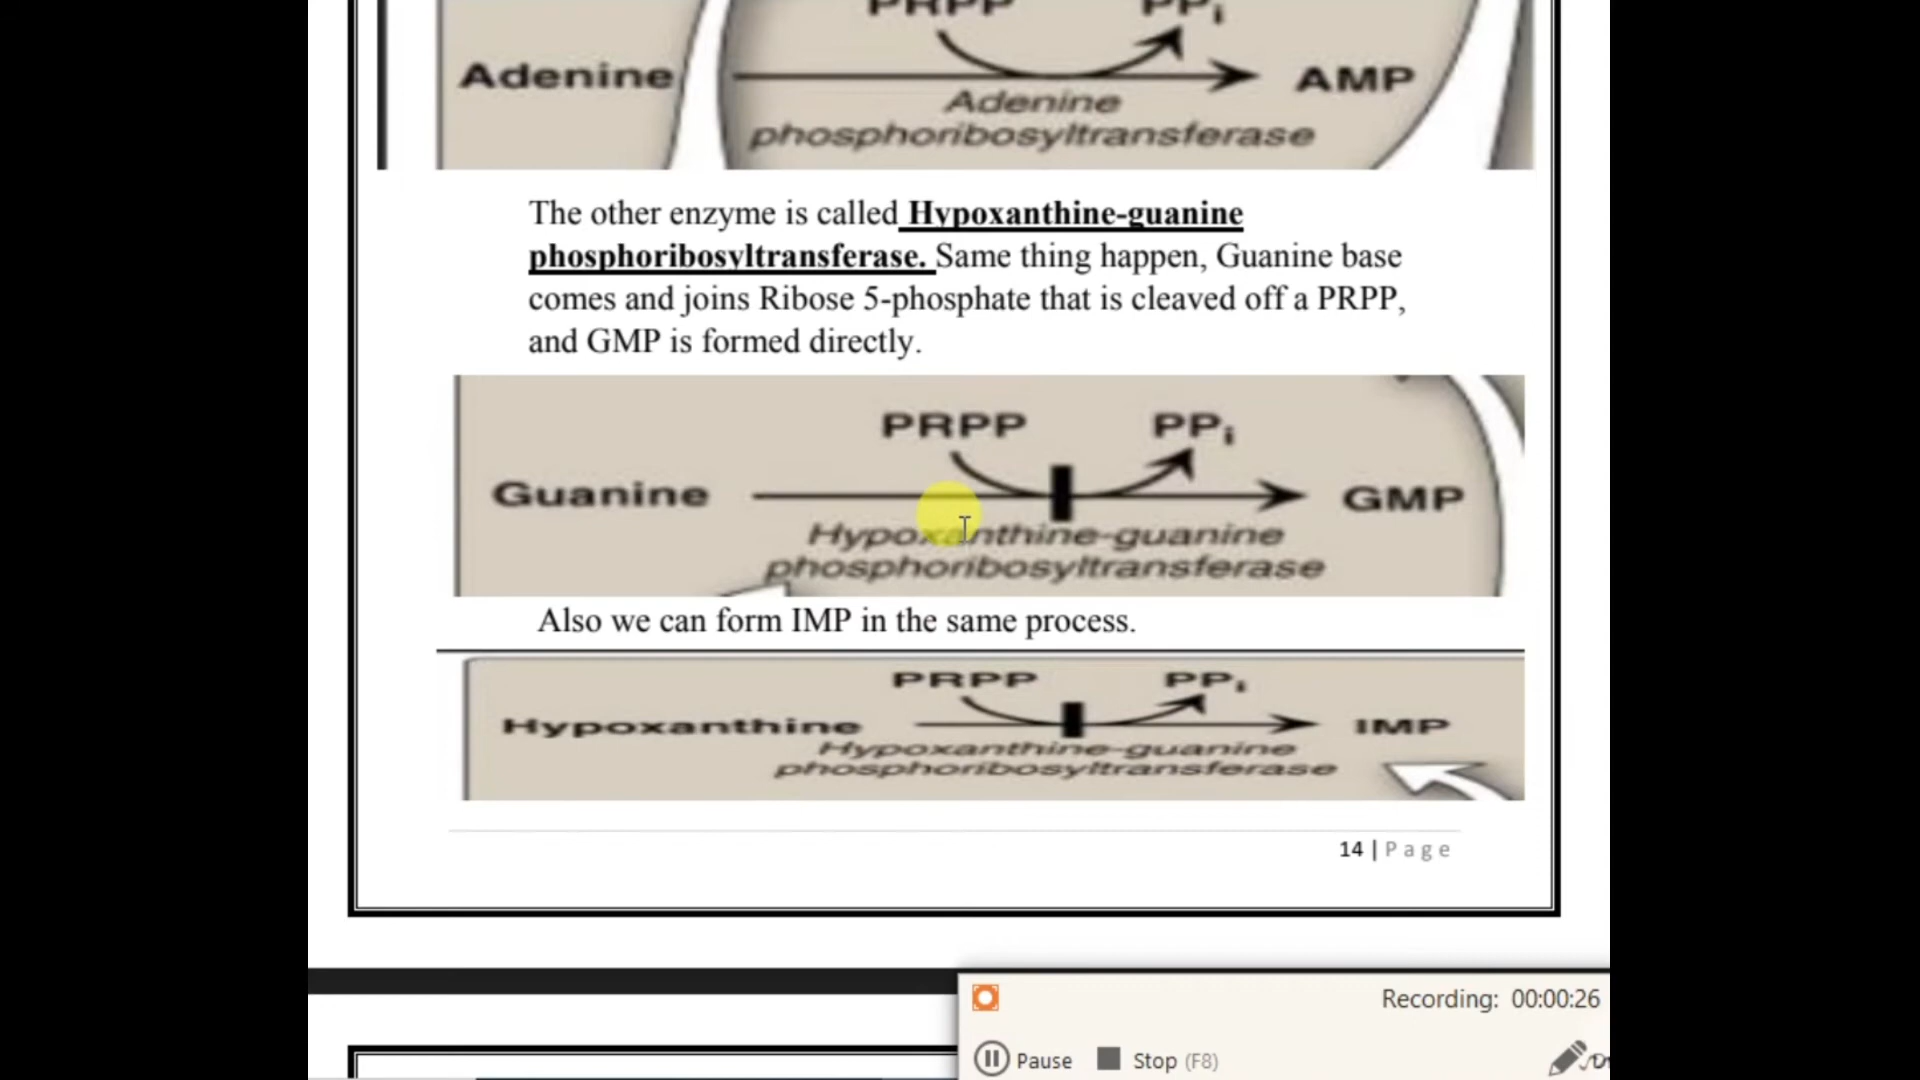 PRPP PPi
Adenine AMP
Adenine
phosphoribosyltransferase
The other enzyme is called Hypoxanthine-guanine
phosphoribosyltransferase. Same thing happen, Guanine base
comes and joins Ribose 5-phosphate that is cleaved off a PRPP,
and GMP is formed directly.
PRPP PPi
Guanine GMP
Hypoxanthine-guanine
phosphoribosyltransferase
Also we can form IMP in the same process.
PRPP PPi
Hypoxanthine IMP
Hypoxanthine-guanine
phosphoribosyltransferase
14 | Page
Recording: 00:00:26
Pause Stop (F8)